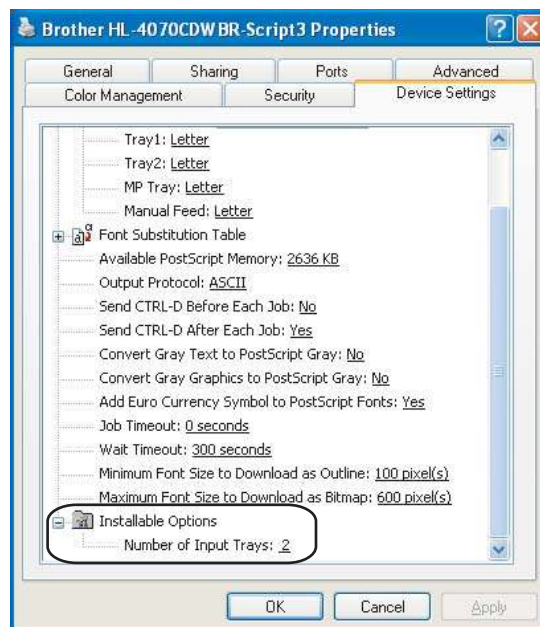 Brother HL-4070CDW BR-Script3 Properties
General Sharing Ports Advanced
Color Management Security Device Settings
Tray1: Letter
Tray2: Letter
MP Tray: Letter
Manual Feed: Letter
Font Substitution Table
Available PostScript Memory: 2636 KB
Output Protocol: ASCII
Send CTRL-D Before Each Job: No
Send CTRL-D After Each Job: Yes
Convert Gray Text to PostScript Gray: No
Convert Gray Graphics to PostScript Gray: No
Add Euro Currency Symbol to PostScript Fonts: Yes
Job Timeout: 0 seconds
Wait Timeout: 300 seconds
Minimum Font Size to Download as Outline: 100 pixel(s)
Maximum Font Size to Download as Bitmap: 600 pixel(s)
Installable Options
Number of Input Trays: 2
OK Cancel Apply